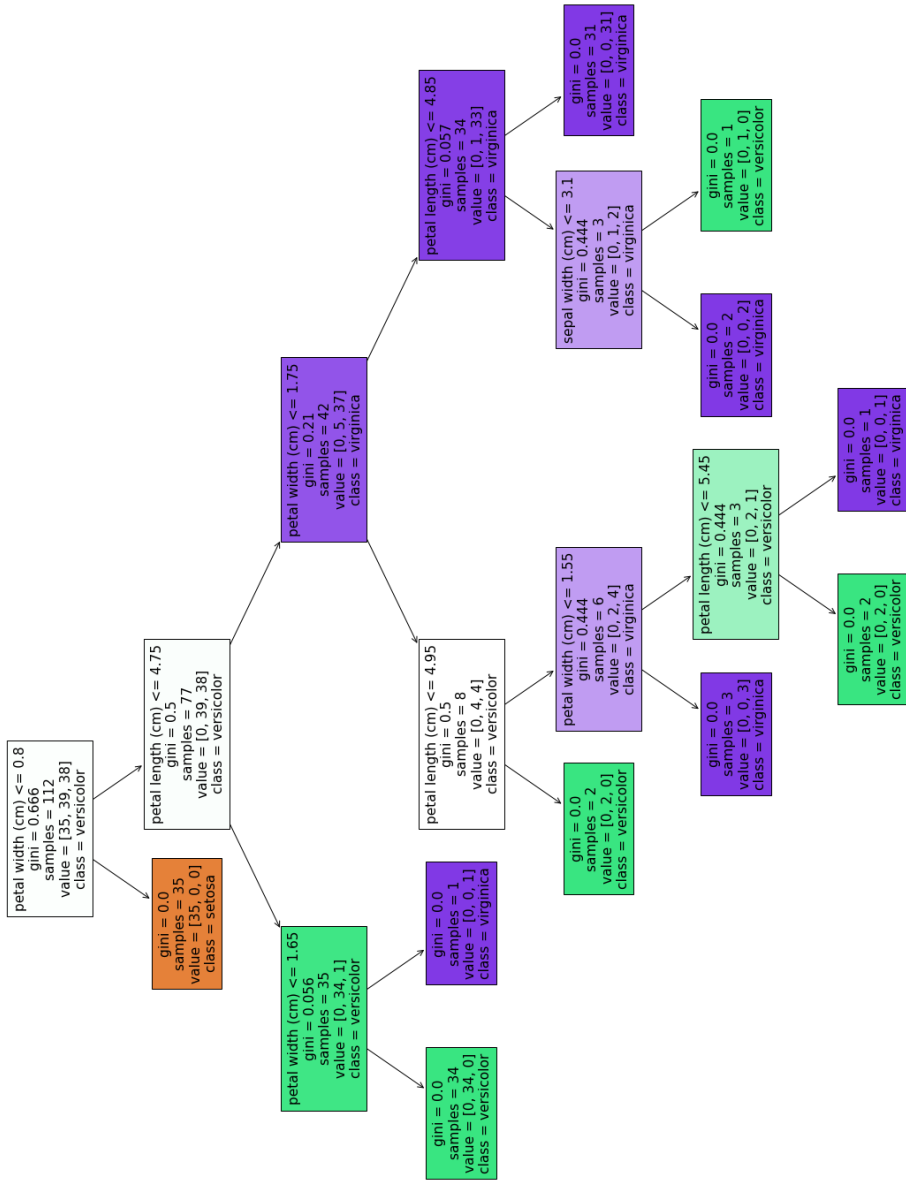 petal width (cm) <= 0.8
gini = 0.666
samples = 112
value = [35, 39, 38]
class = versicolor
gini = 0.0
samples = 35
value = [35, 0, 0]
class = setosa
petal length (cm) <= 4.75
gini = 0.5
samples = 77
value = [0, 39, 38]
class = versicolor
petal width (cm) <= 1.65
gini = 0.056
samples = 35
value = [0, 34, 1]
class = versicolor
petal width (cm) <= 1.75
gini = 0.21
samples = 42
value = [0, 5, 37]
class = virginica
gini = 0.0
samples = 34
value = [0, 34, 0]
class = versicolor
gini = 0.0
samples = 1
value = [0, 0, 1]
class = virginica
petal length (cm) <= 4.95
gini = 0.5
samples = 8
value = [0, 4, 4]
class = versicolor
petal length (cm) <= 4.85
gini = 0.057
samples = 34
value = [0, 1, 33]
class = virginica
gini = 0.0
samples = 2
value = [0, 2, 0]
class = versicolor
petal width (cm) <= 1.55
gini = 0.444
samples = 6
value = [0, 2, 4]
class = virginica
sepal width (cm) <= 3.1
gini = 0.444
samples = 3
value = [0, 1, 2]
class = virginica
gini = 0.0
samples = 31
value = [0, 0, 31]
class = virginica
gini = 0.0
samples = 3
value = [0, 0, 3]
class = virginica
petal length (cm) <= 5.45
gini = 0.444
samples = 3
value = [0, 2, 1]
class = versicolor
gini = 0.0
samples = 2
value = [0, 0, 2]
class = virginica
gini = 0.0
samples = 1
value = [0, 1, 0]
class = versicolor
gini = 0.0
samples = 2
value = [0, 2, 0]
class = versicolor
gini = 0.0
samples = 1
value = [0, 0, 1]
class = virginica